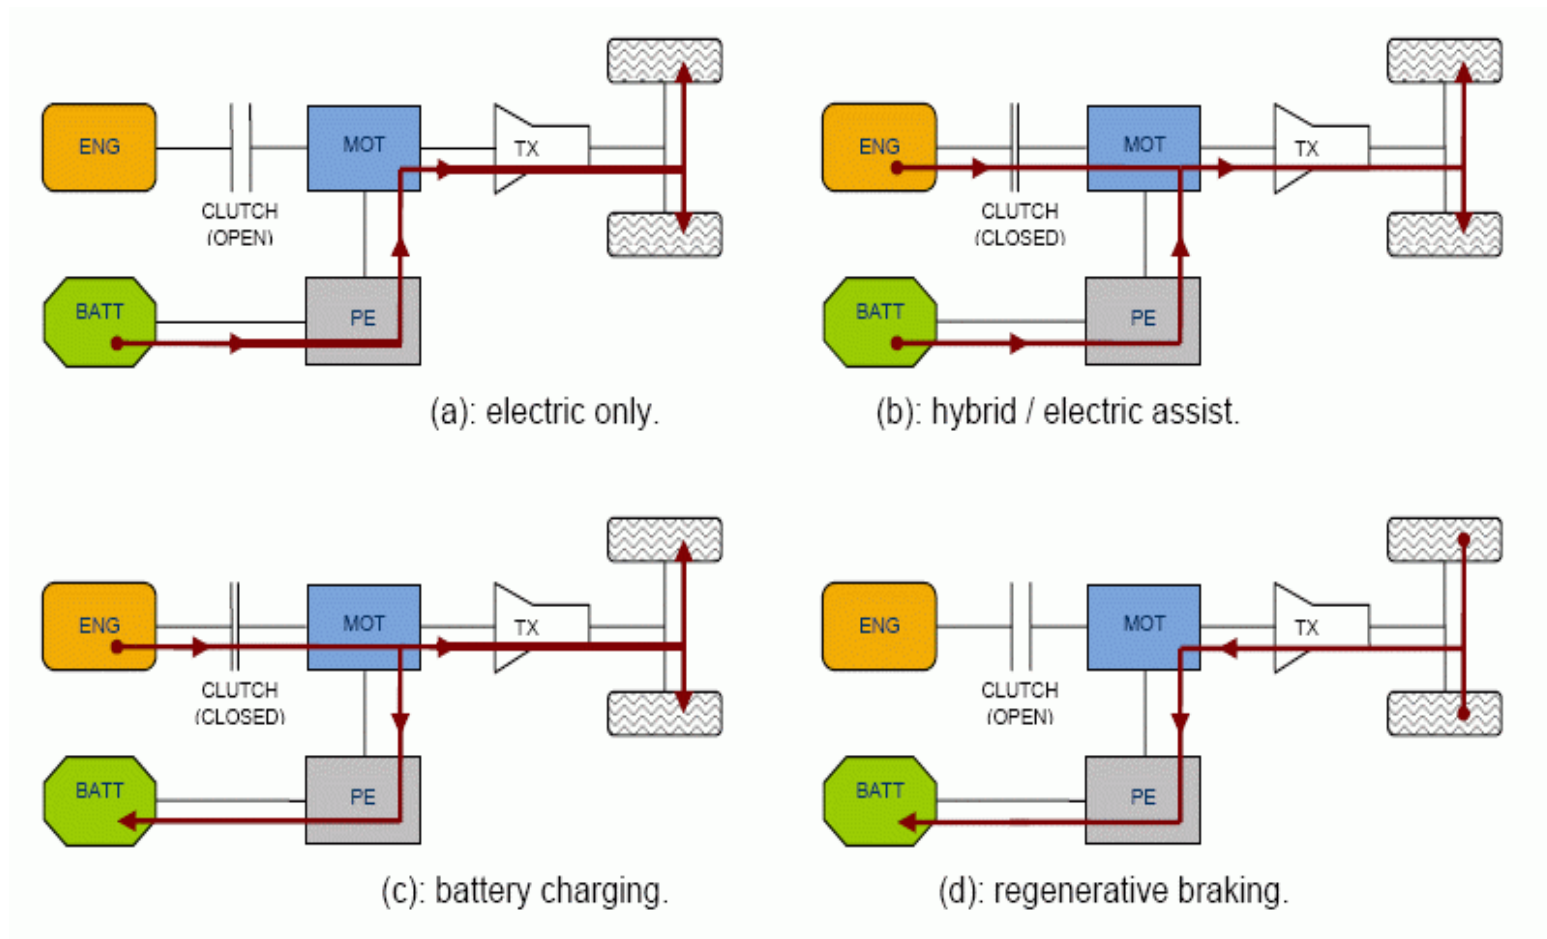 ENG
MOT
TX
CLUTCH
(OPEN)
BATT
PE
(a): electric only.
ENG
MOT
TX
CLUTCH
(CLOSED)
BATT
PE
(b): hybrid / electric assist.
ENG
MOT
TX
CLUTCH
(CLOSED)
BATT
PE
(c): battery charging.
ENG
MOT
TX
CLUTCH
(OPEN)
BATT
PE
(d): regenerative braking.